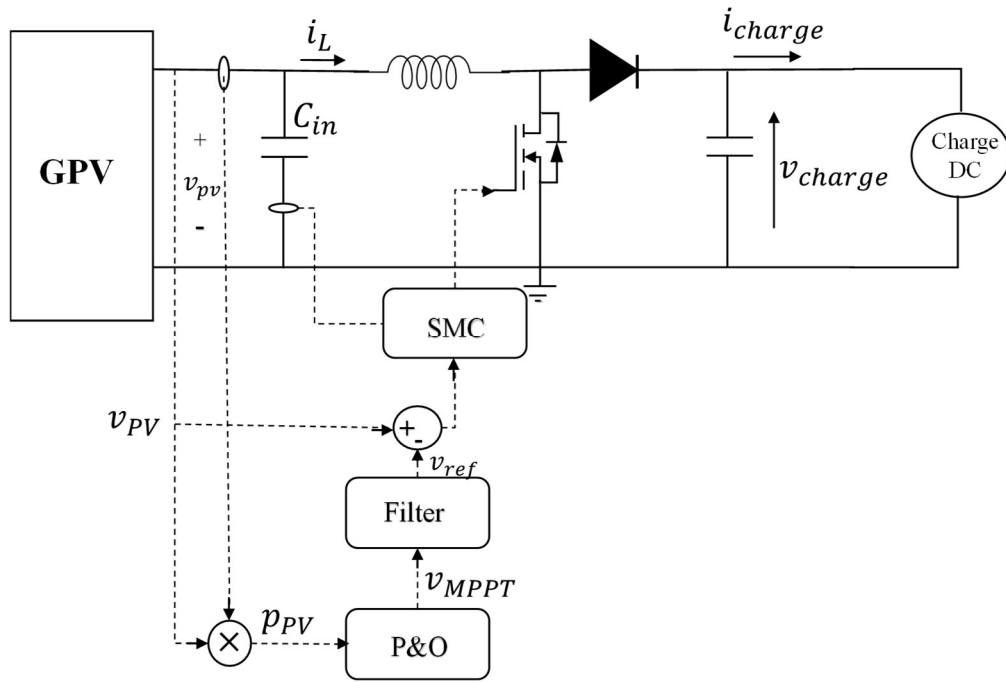 i_L
i_charge
C_in
+
GPV
v_pv
-
v_charge
Charge
DC
SMC
v_PV
+
-
v_ref
Filter
v_MPPT
p_PV
×
P&O